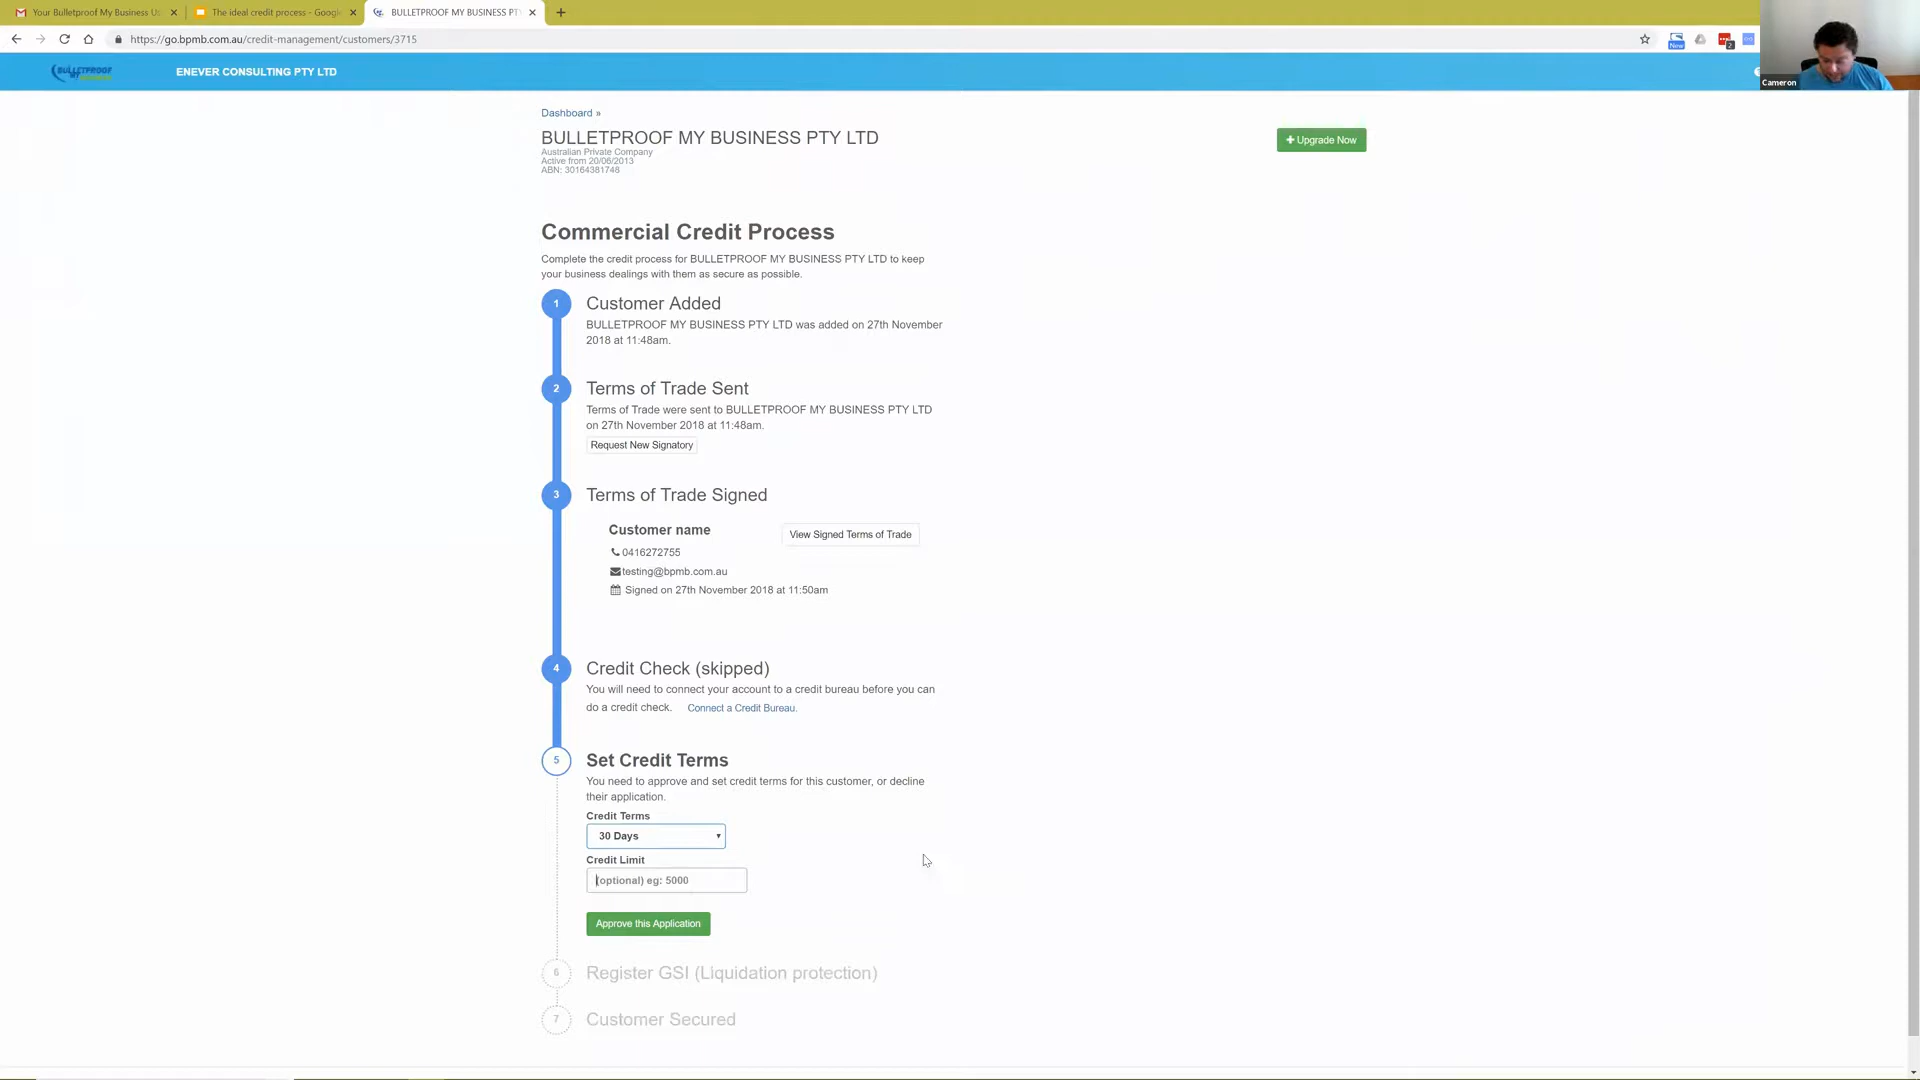 Your Bulletproof My Business Us
The ideal credit process - Google
BULLETPROOF MY BUSINESS PT
https://go.bpmb.com.au/credit-management/customers/3715
New
2
Cameron
BULLETPROOF
ENEVER CONSULTING PTY LTD
Dashboard »
BULLETPROOF MY BUSINESS PTY LTD
Australian Private Company
Active from 20/06/2013
ABN: 30164381748
Upgrade Now
Commercial Credit Process
Complete the credit process for BULLETPROOF MY BUSINESS PTY LTD to keep
your business dealings with them as secure as possible.
1
Customer Added
BULLETPROOF MY BUSINESS PTY LTD was added on 27th November
2018 at 11:48am.
2
Terms of Trade Sent
Terms of Trade were sent to BULLETPROOF MY BUSINESS PTY LTD
on 27th November 2018 at 11:48am.
Request New Signatory
3
Terms of Trade Signed
Customer name
View Signed Terms of Trade
0416272755
testing@bpmb.com.au
Signed on 27th November 2018 at 11:50am
4
Credit Check (skipped)
You will need to connect your account to a credit bureau before you can
do a credit check. Connect a Credit Bureau.
5
Set Credit Terms
You need to approve and set credit terms for this customer, or decline
their application.
Credit Terms
30 Days
Credit Limit
(optional) eg: 5000
Approve this Application
6
Register GSI (Liquidation protection)
7
Customer Secured